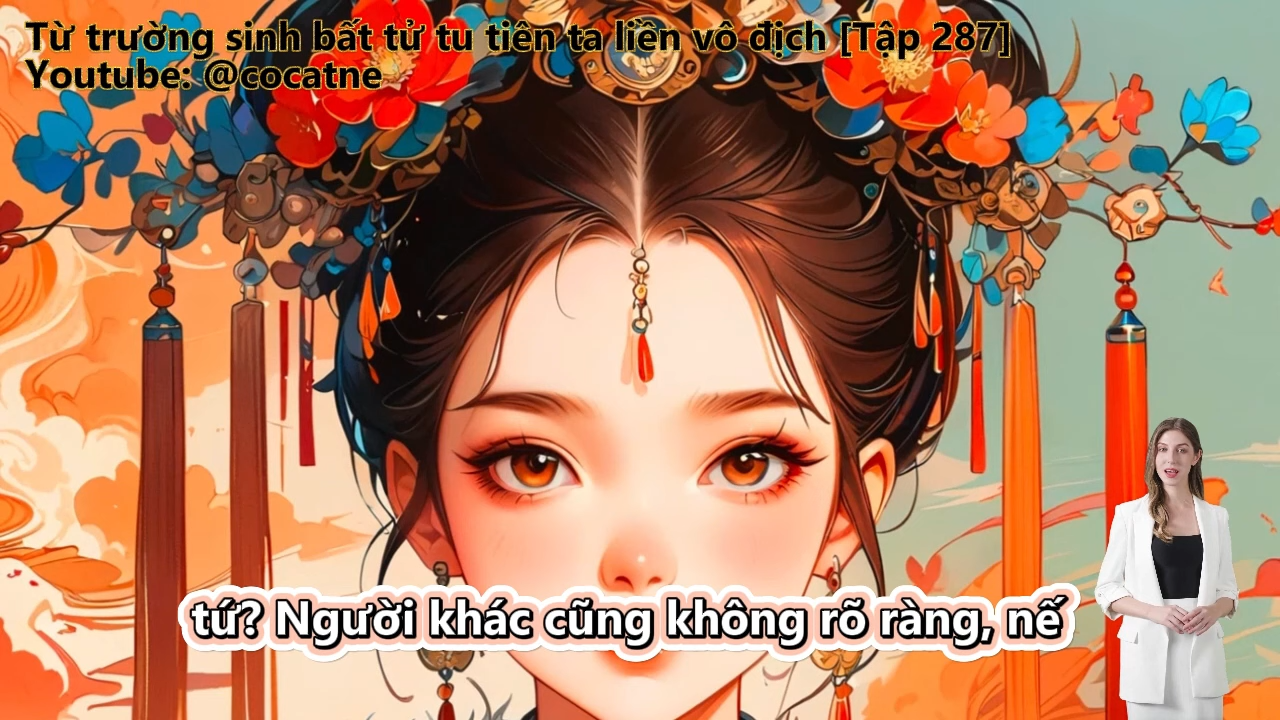 Từ trường sinh bất tử tu tiên ta liền vô địch [Tập 287]
Youtube: @cocatne
tứ? Người khác cũng không rõ ràng, nế